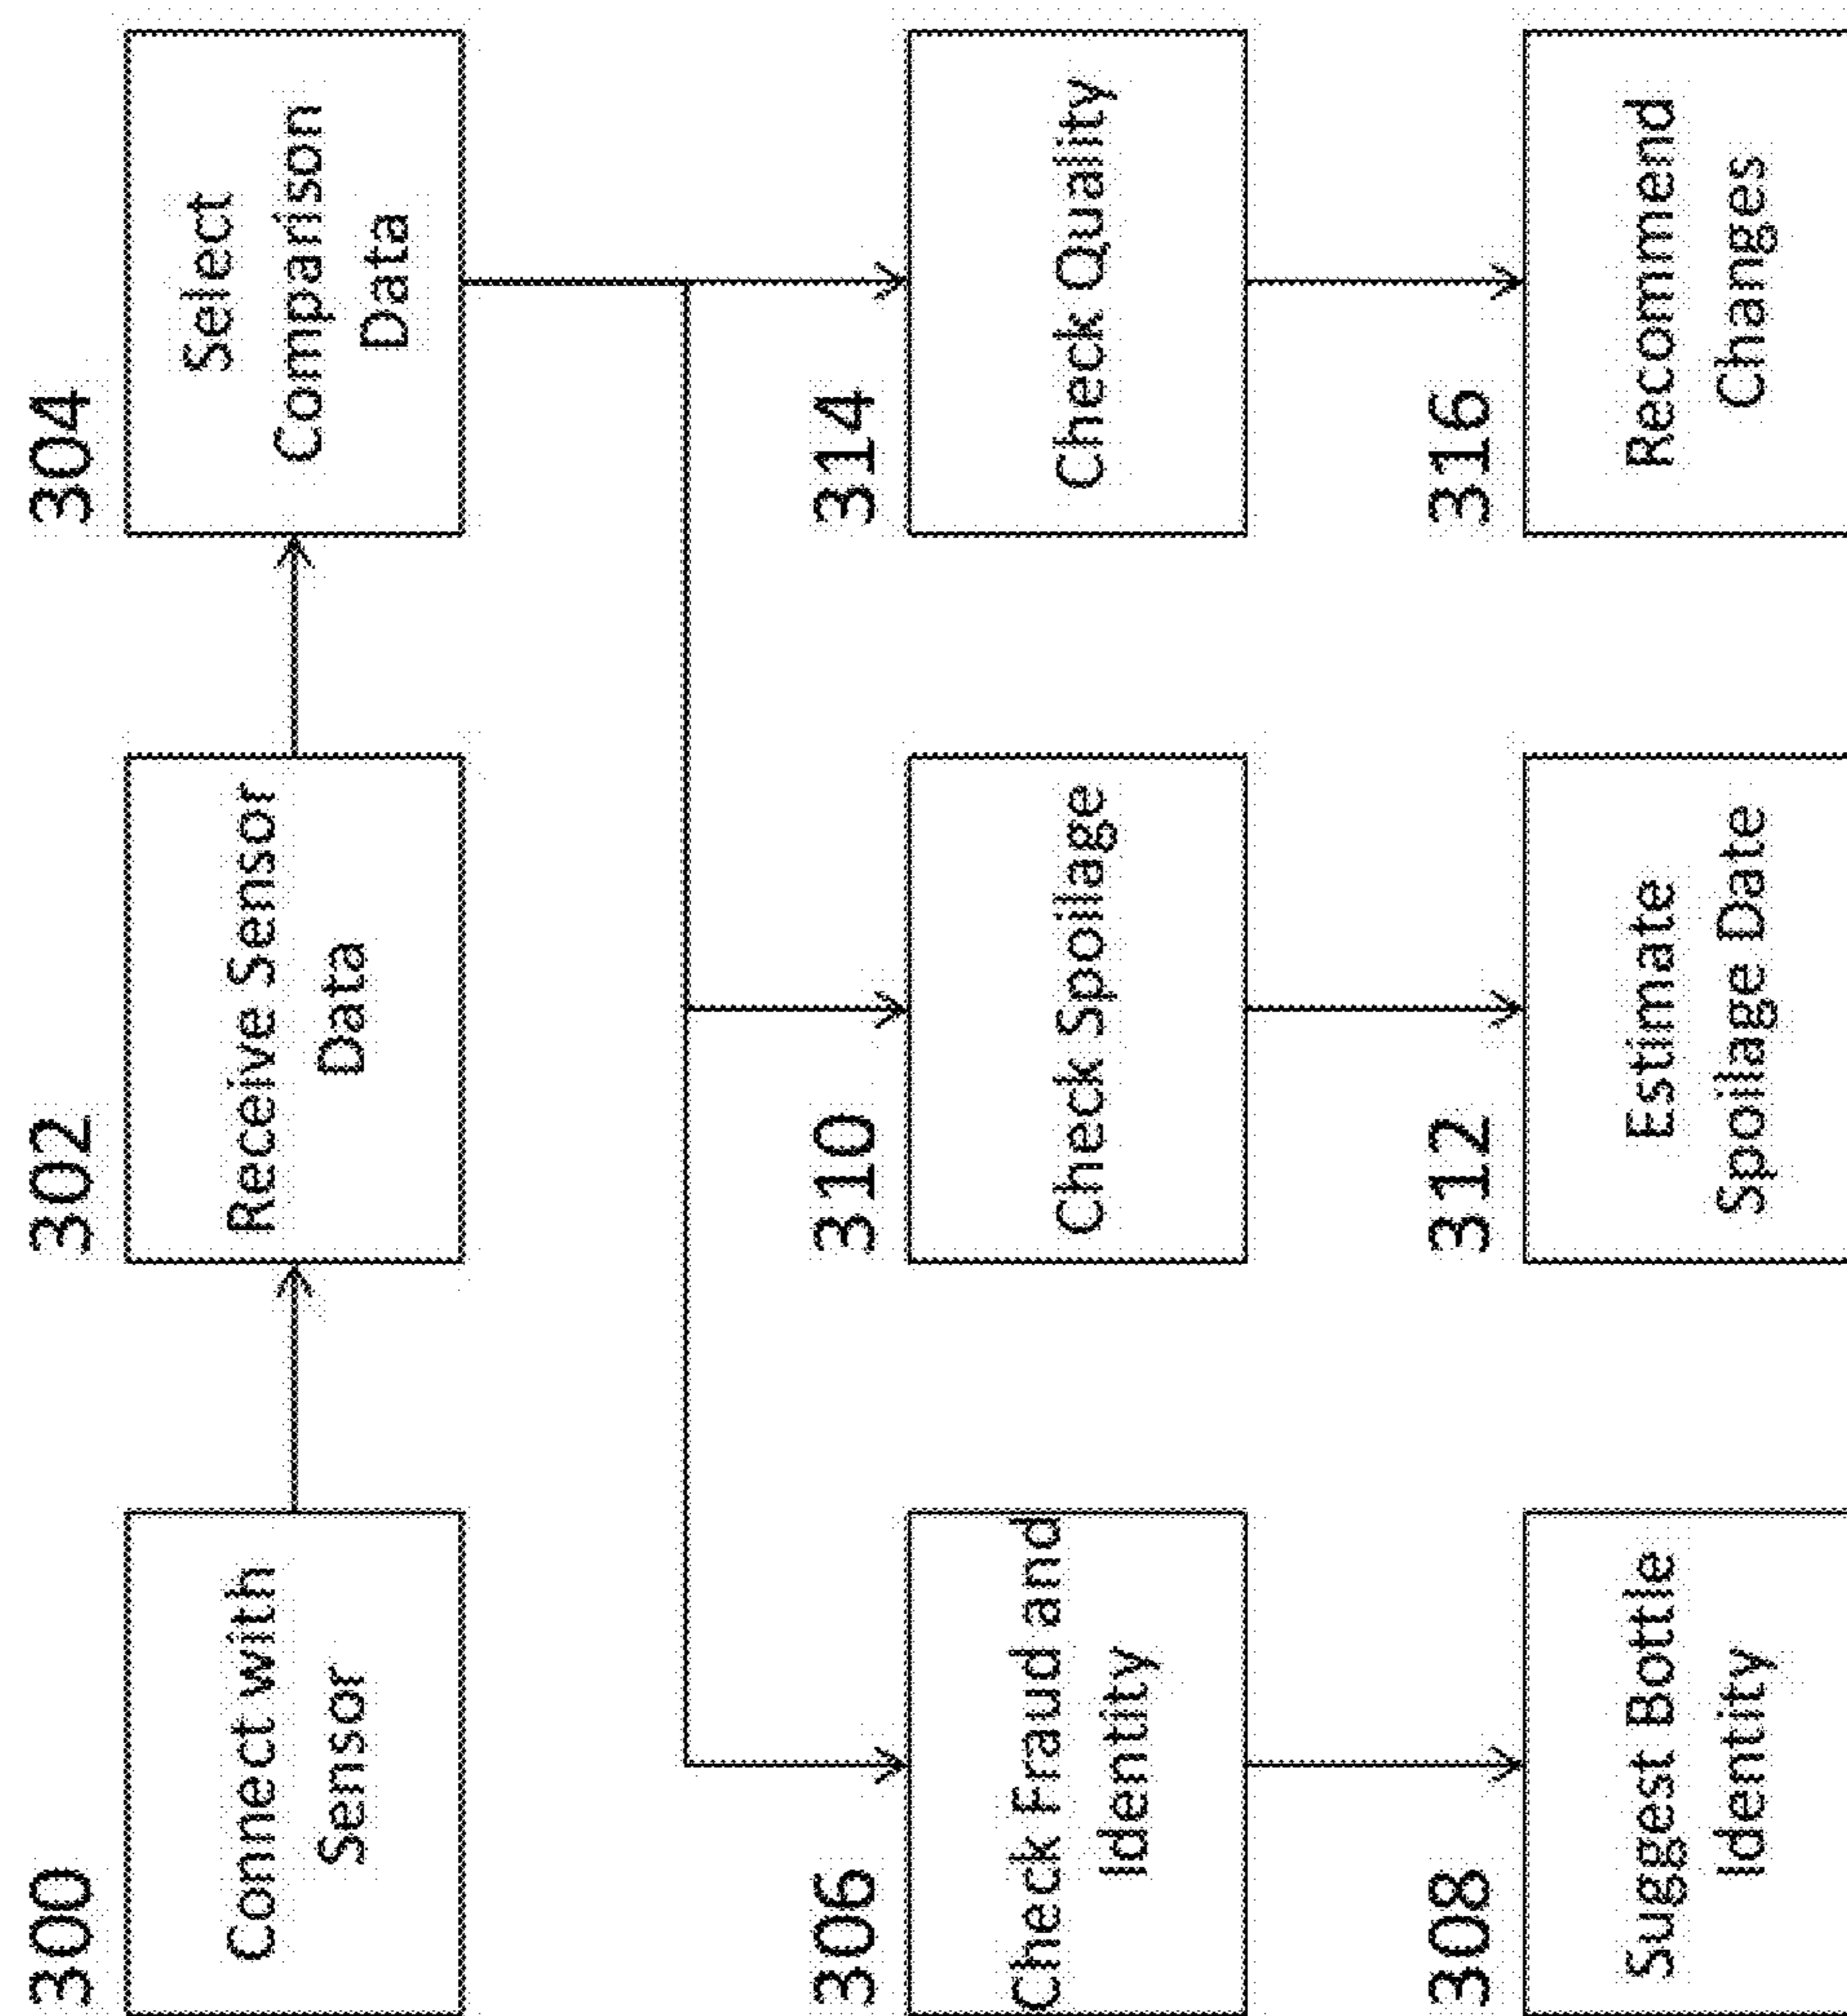 300
Connect with
Sensor
302
Receive Sensor
Data
304
Select
Comparison
Data
306
Check Fraud and
Identity
310
Check Spoilage
314
Check Quality
308
Suggest Bottle
Identity
312
Estimate
Spoilage Date
316
Recommend
Changes